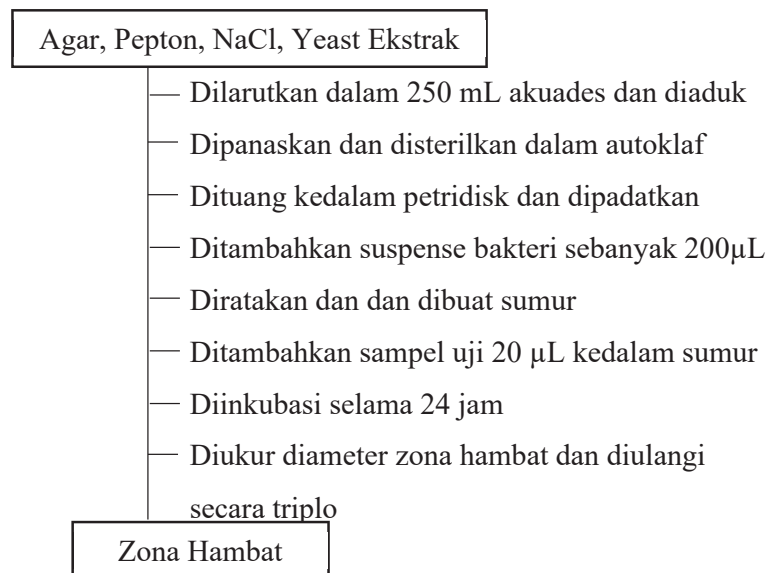 Agar, Pepton, NaCl, Yeast Ekstrak
Dilarutkan dalam 250 mL akuades dan diaduk
Dipanaskan dan disterilkan dalam autoklaf
Dituang kedalam petridisk dan dipadatkan
Ditambahkan suspense bakteri sebanyak 200µL
Diratakan dan dan dibuat sumur
Ditambahkan sampel uji 20 µL kedalam sumur
Diinkubasi selama 24 jam
Diukur diameter zona hambat dan diulangi
secara triplo
Zona Hambat